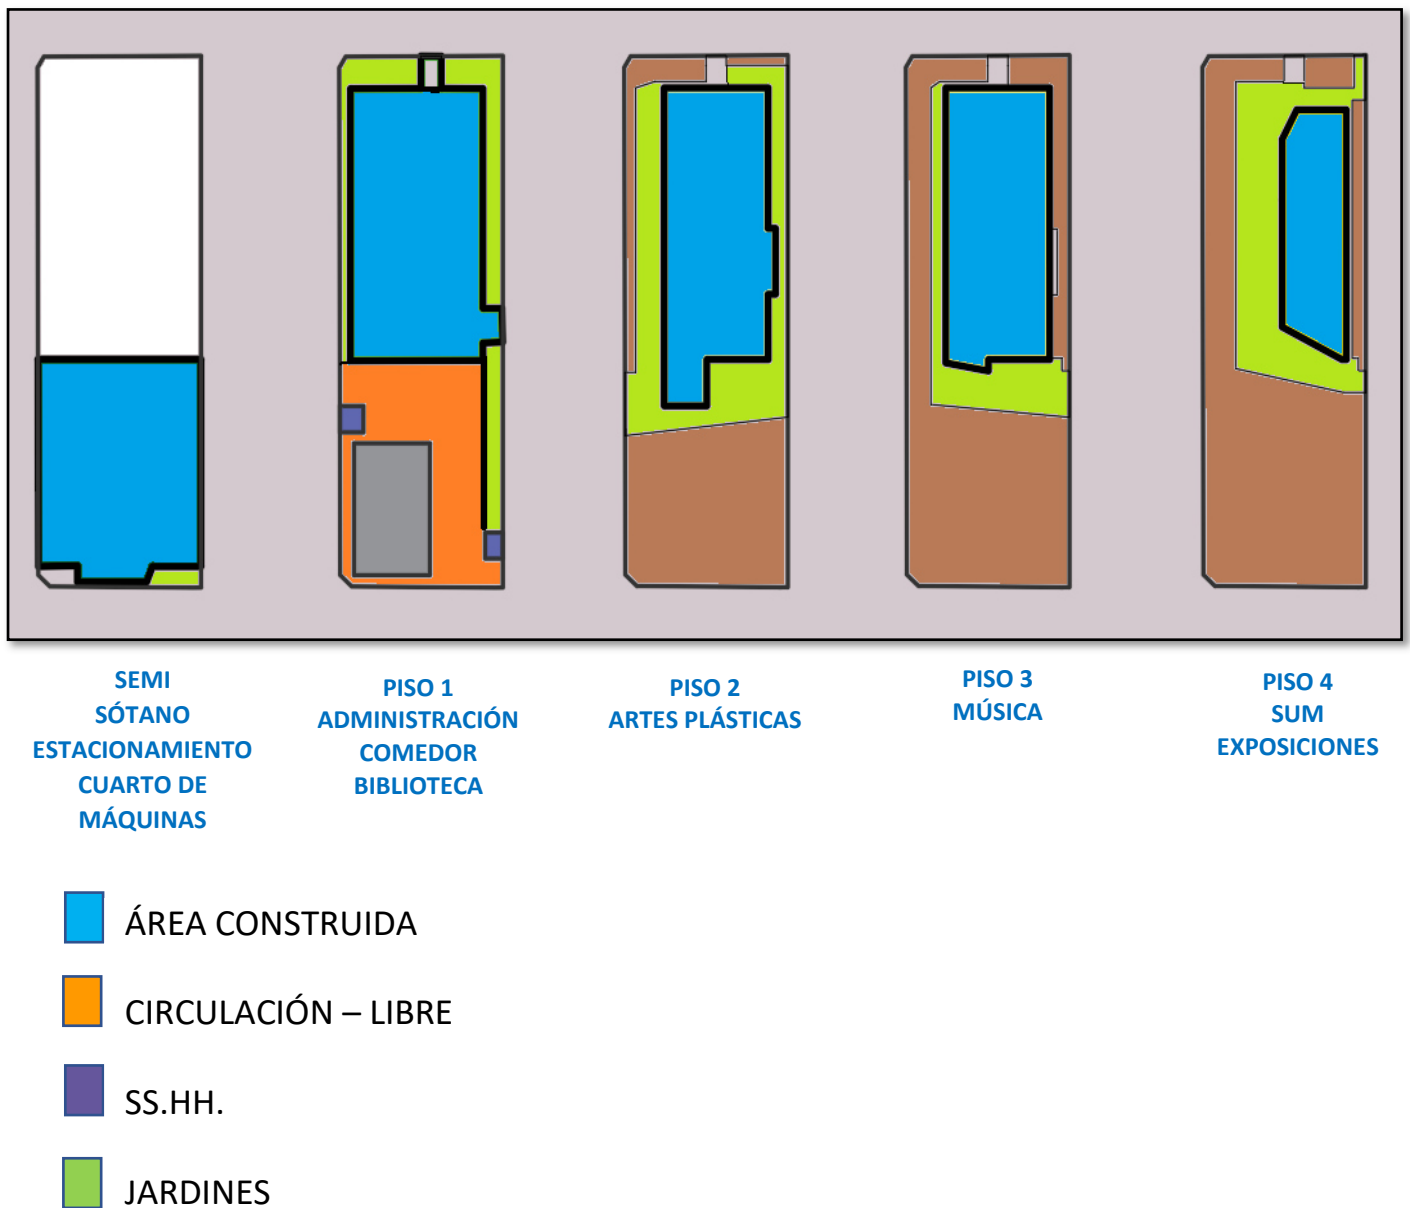 SEMI
SÓTANO
ESTACIONAMIENTO
CUARTO DE
MÁQUINAS
PISO 1
ADMINISTRACIÓN
COMEDOR
BIBLIOTECA
PISO 2
ARTES PLÁSTICAS
PISO 3
MÚSICA
PISO 4
SUM
EXPOSICIONES
ÁREA CONSTRUIDA
CIRCULACIÓN – LIBRE
SS.HH.
JARDINES